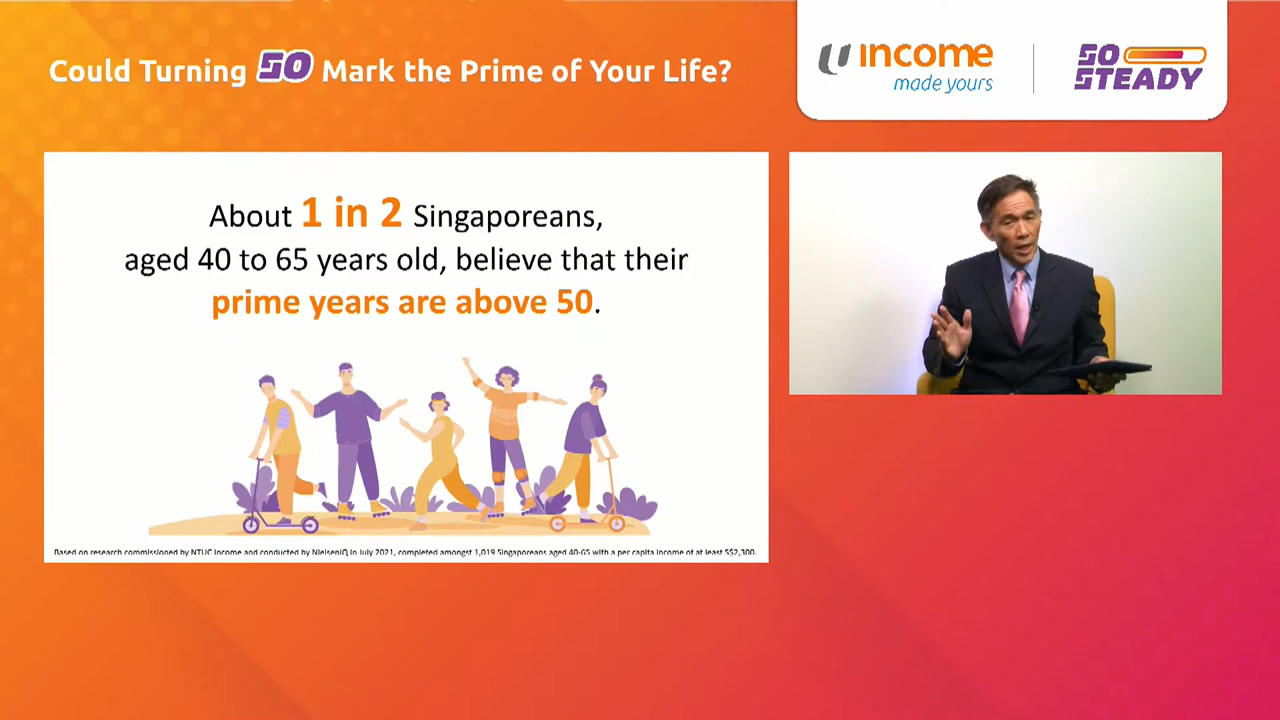 Could Turning 50 Mark the Prime of Your Life?
income
made yours
50
STEADY
About 1 in 2 Singaporeans,
aged 40 to 65 years old, believe that their
prime years are above 50.
Based on research commissioned by NTUC Income and conducted by NielsenIQ in July 2021, completed amongst 1,019 Singaporeans aged 40-65 with a per capita income of at least S$2,300.